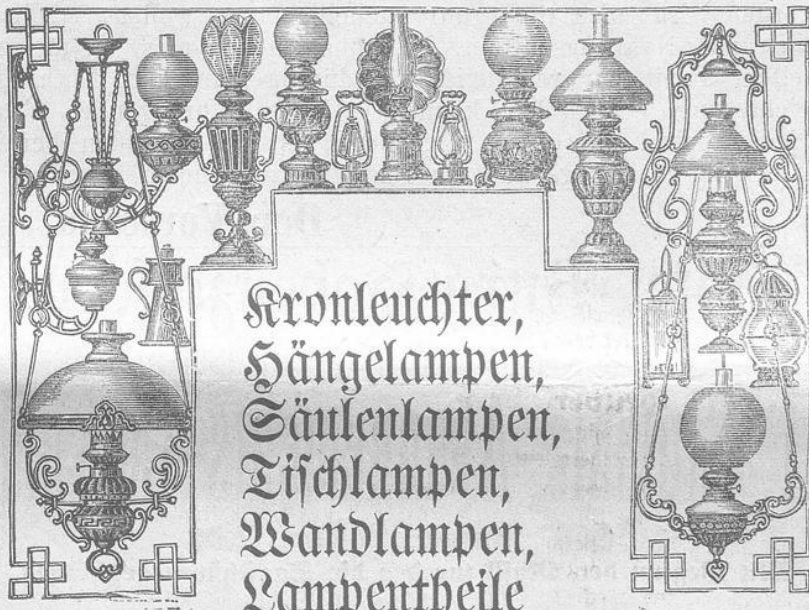 Kronleuchter,
Hängelampen,
Säulenlampen,
Tischlampen,
Wandlampen,
Lampentheile